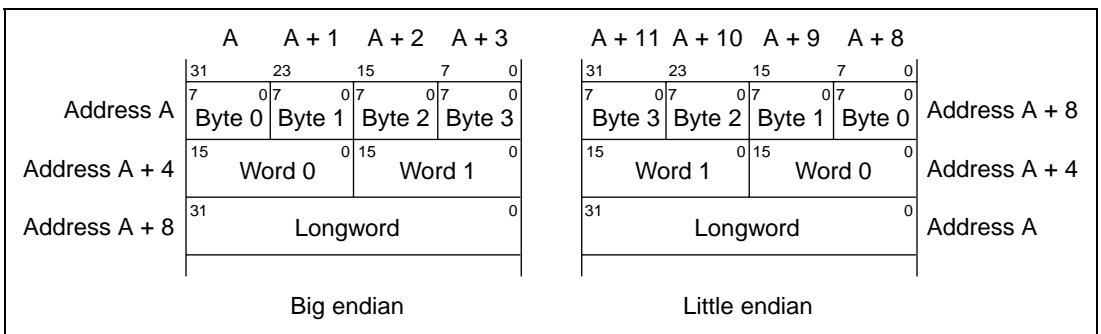 A A + 1 A + 2 A + 3 A + 11 A + 10 A + 9 A + 8
31 23 15 7 0 31 23 15 7 0
7 0 7 0 7 0 7 0 7 0 7 0 7 0 7 0
Address A Byte 0 Byte 1 Byte 2 Byte 3 Byte 3 Byte 2 Byte 1 Byte 0 Address A + 8
15 0 15 0 15 0 15 0
Address A + 4 Word 0 Word 1 Word 1 Word 0 Address A + 4
31 0 31 0
Address A + 8 Longword Longword Address A
Big endian Little endian